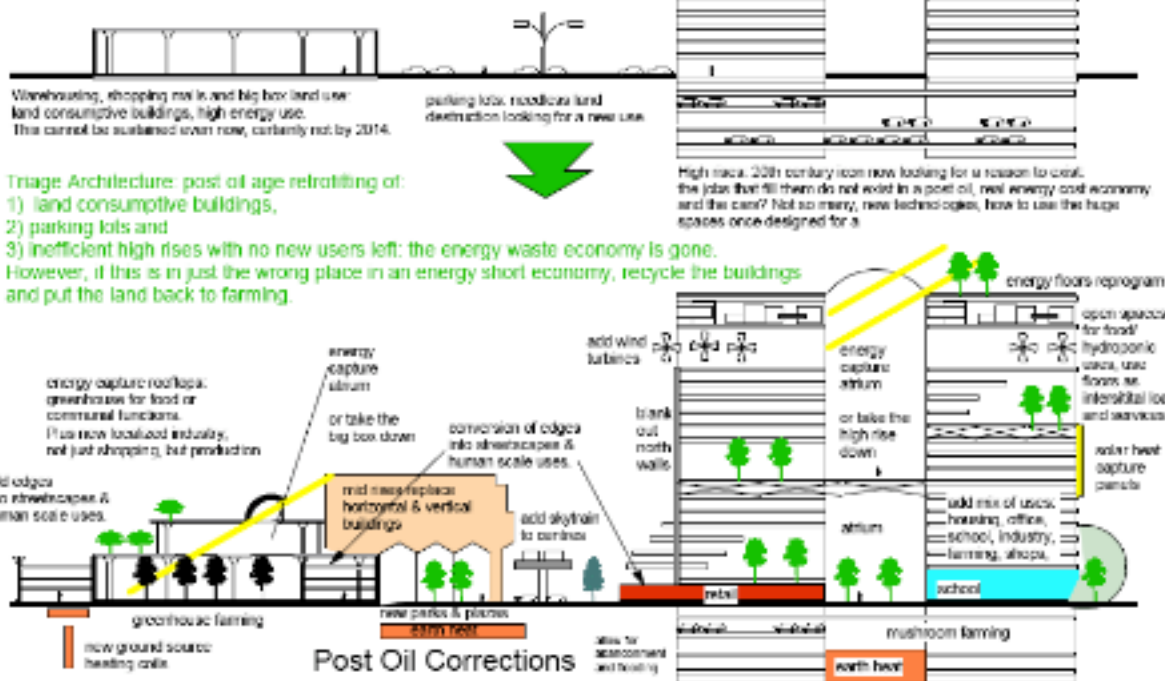 Warehousing, shopping malls and big box land use:
land consumptive buildings, high energy use.
This cannot be sustained even now, certainly not by 2014.
parking lots: needless land
destruction looking for a new use
High rises: 20th century icon now looking for a reason to exist:
the jobs that fill them do not exist in a post oil, real energy cost economy
and the cars? Not so many, new technologies, how to use the huge
spaces once designed for a
Triage Architecture: post oil age retrofitting of:
1) land consumptive buildings,
2) parking lots and
3) inefficient high rises with no new users left: the energy waste economy is gone.
However, if this is in just the wrong place in an energy short economy, recycle the buildings
and put the land back to farming.
energy floors reprogram
open spaces
for food/
hydroponic
uses, use
floors as
interstitial loa
and services
add wind
turbines
energy
capture
atrium
or take the
high rise
down
blank
out
north
walls
solar heat
capture
panels
energy
capture
atrium
or take the
big box down
energy capture rooftops:
greenhouse for food or
communal functions.
Plus new localized industry,
not just shopping, but production
conversion of edges
into streetscapes &
human scale uses.
d edges
o streetscapes &
man scale uses.
mid rises replace
horizontal & vertical
buildings
add skytrain
to centres
atrium
add mix of uses:
housing, office,
school, industry,
farming, shops,
retail
school
greenhouse farming
new parks & plazas
earth heat
new ground source
heating coils
Post Oil Corrections
mushroom farming
earth heat